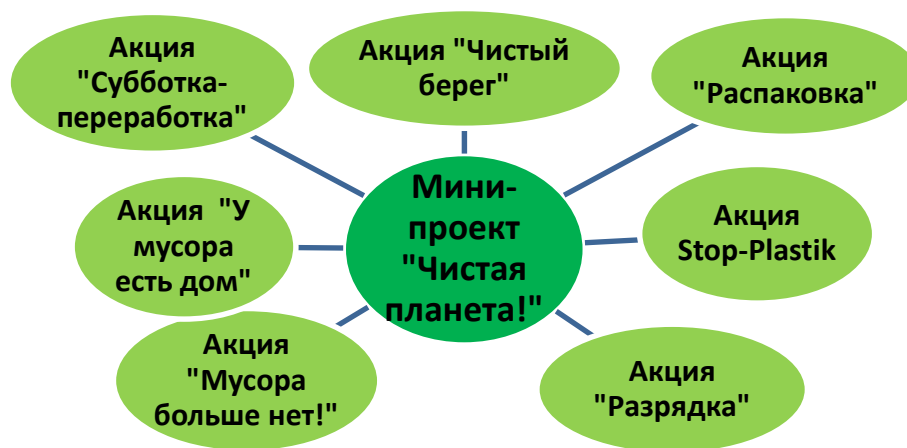 Акция
"Субботка-
переработка"
Акция "Чистый
берег"
Акция
"Распаковка"
Акция "У
мусора
есть дом"
Мини-
проект
"Чистая
планета!"
Акция
Stop-Plastik
Акция
"Мусора
больше нет!"
Акция
"Разрядка"